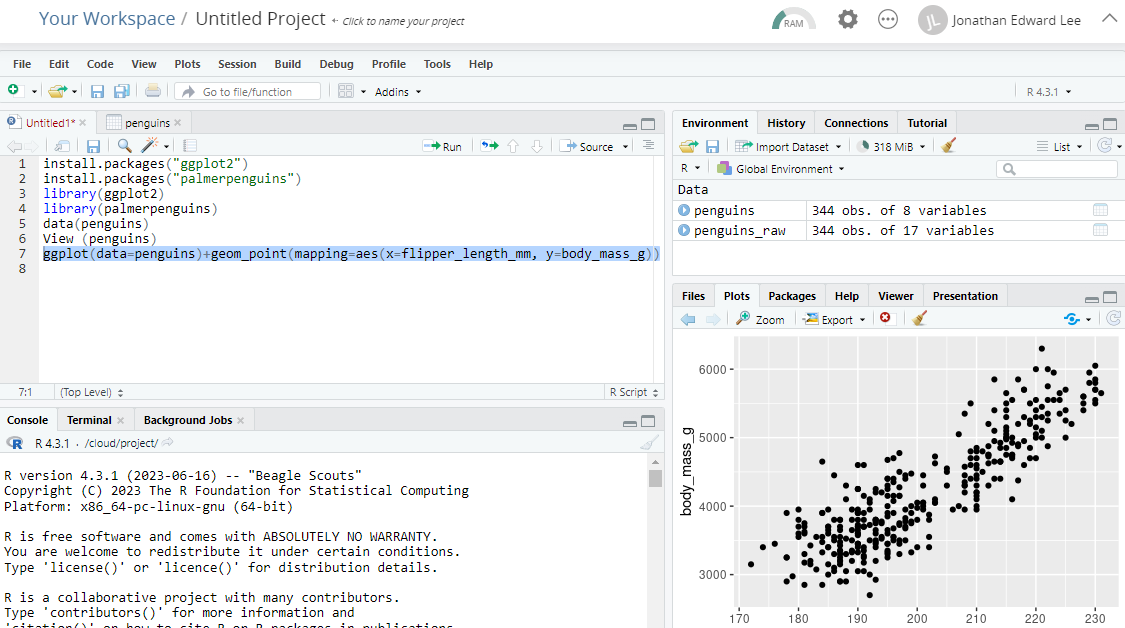 Your Workspace / Untitled Project ← Click to name your project
RAM
JL Jonathan Edward Lee
File Edit Code View Plots Session Build Debug Profile Tools Help
Go to file/function Addins R 4.3.1
Untitled1* penguins
Run Source
1 install.packages("ggplot2")
2 install.packages("palmerpenguins")
3 library(ggplot2)
4 library(palmerpenguins)
5 data(penguins)
6 View (penguins)
7 ggplot(data=penguins)+geom_point(mapping=aes(x=flipper_length_mm, y=body_mass_g))
8
7:1 (Top Level) R Script
Console Terminal Background Jobs
R R 4.3.1 · /cloud/project/
R version 4.3.1 (2023-06-16) -- "Beagle Scouts"
Copyright (C) 2023 The R Foundation for Statistical Computing
Platform: x86_64-pc-linux-gnu (64-bit)
R is free software and comes with ABSOLUTELY NO WARRANTY.
You are welcome to redistribute it under certain conditions.
Type 'license()' or 'licence()' for distribution details.
R is a collaborative project with many contributors.
Type 'contributors()' for more information and
'citation()' on how to cite R or R packages in publications.
Environment History Connections Tutorial
Import Dataset 318 MiB List
R Global Environment
Data
penguins 344 obs. of 8 variables
penguins_raw 344 obs. of 17 variables
Files Plots Packages Help Viewer Presentation
Zoom Export
body_mass_g
6000
5000
4000
3000
170 180 190 200 210 220 230